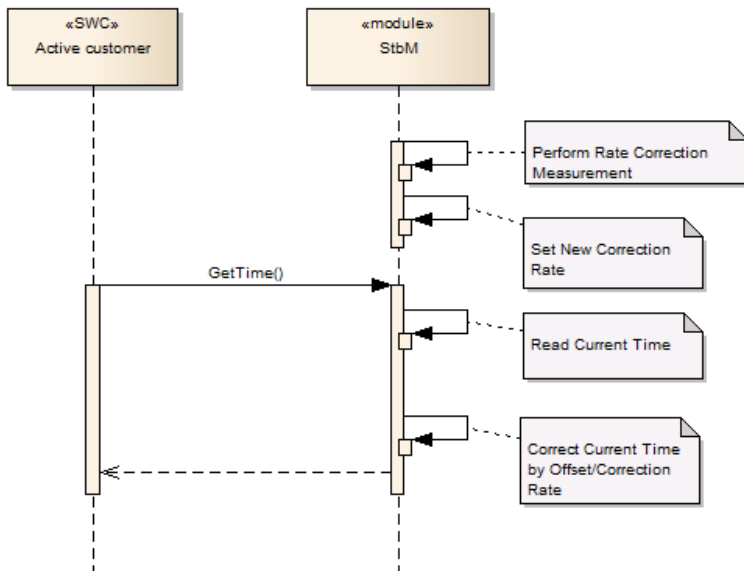 «SWC»
Active customer
«module»
StbM
Perform Rate Correction
Measurement
Set New Correction
Rate
GetTime()
Read Current Time
Correct Current Time
by Offset/Correction
Rate